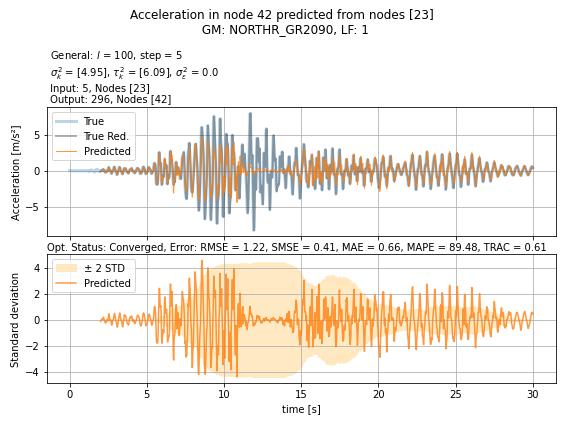 Acceleration in node 42 predicted from nodes [23]
GM: NORTHR_GR2090, LF: 1
General: l = 100, step = 5
σ²ₖ = [4.95], τ²ₖ = [6.09], σ²_ε = 0.0
Input: 5, Nodes [23]
Output: 296, Nodes [42]
True
True Red.
Predicted
Acceleration [m/s²]
5
0
−5
Opt. Status: Converged, Error: RMSE = 1.22, SMSE = 0.41, MAE = 0.66, MAPE = 89.48, TRAC = 0.61
± 2 STD
Predicted
Standard deviation
4
2
0
−2
−4
0 5 10 15 20 25 30
time [s]